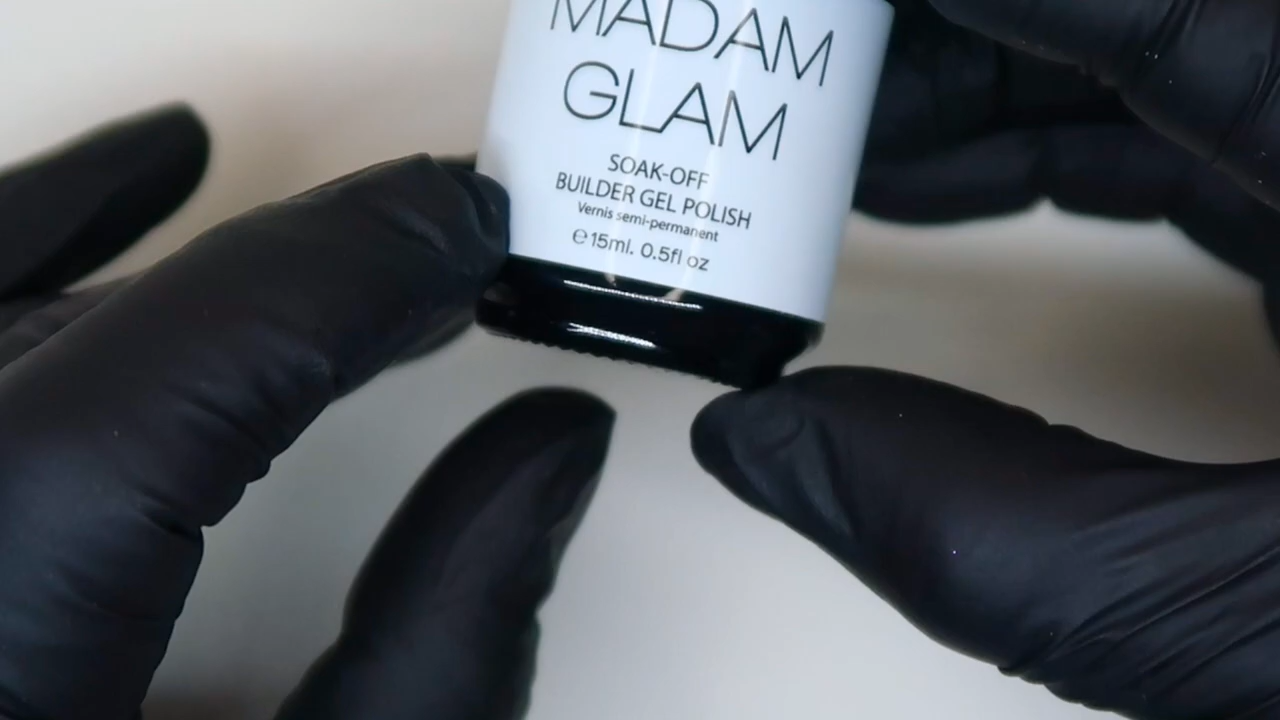 MADAM
GLAM
SOAK-OFF
BUILDER GEL POLISH
Vernis semi-permanent
℮15ml. 0.5fl oz